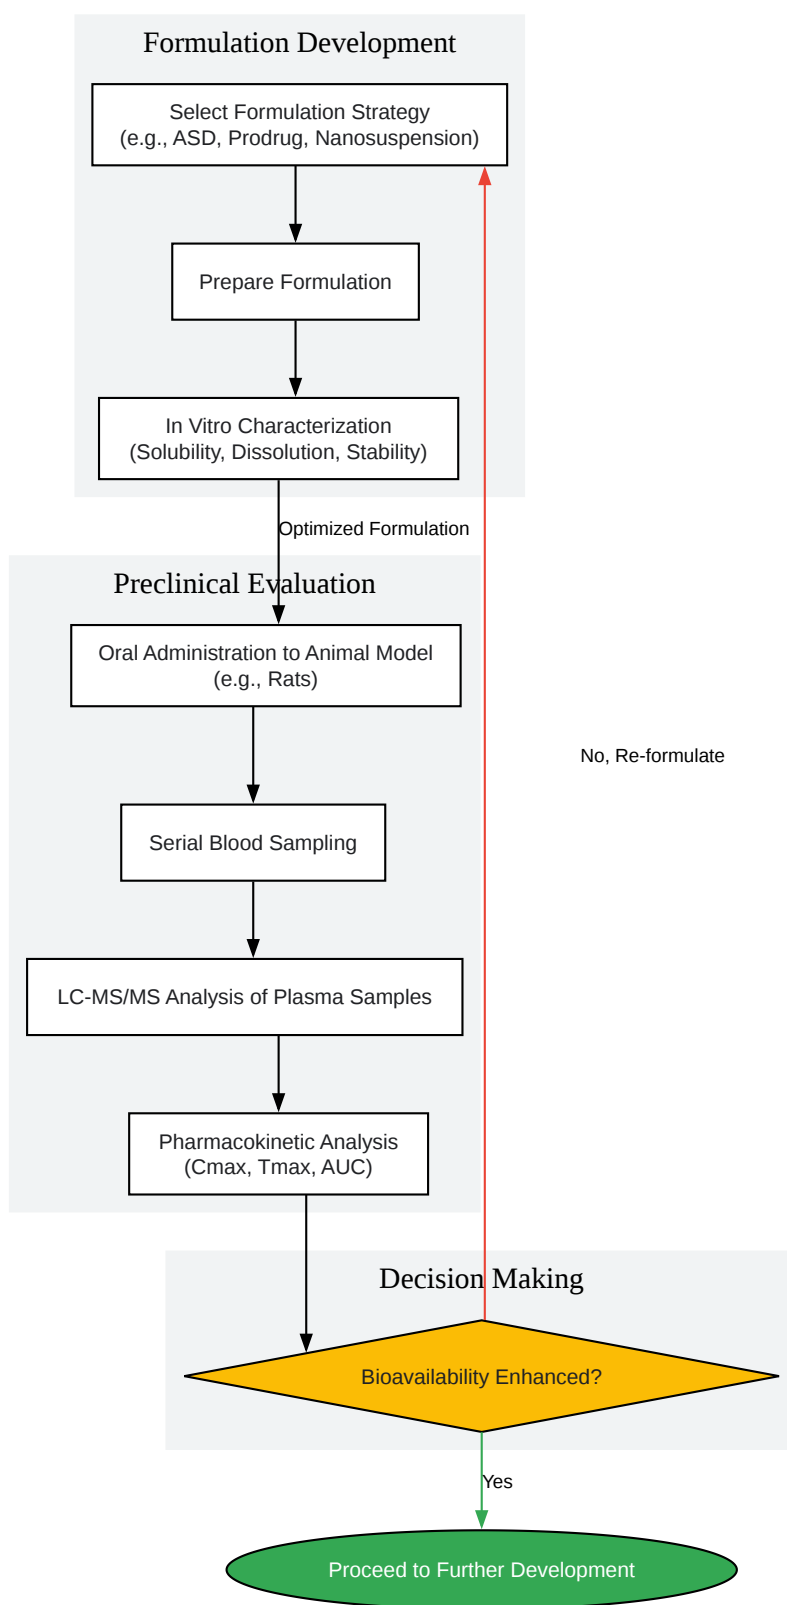 Formulation Development
Select Formulation Strategy
(e.g., ASD, Prodrug, Nanosuspension)
Prepare Formulation
In Vitro Characterization
(Solubility, Dissolution, Stability)
Optimized Formulation
Preclinical Evaluation
Oral Administration to Animal Model
(e.g., Rats)
No, Re-formulate
Serial Blood Sampling
LC-MS/MS Analysis of Plasma Samples
Pharmacokinetic Analysis
(Cmax, Tmax, AUC)
Decision Making
Bioavailability Enhanced?
Yes
Proceed to Further Development